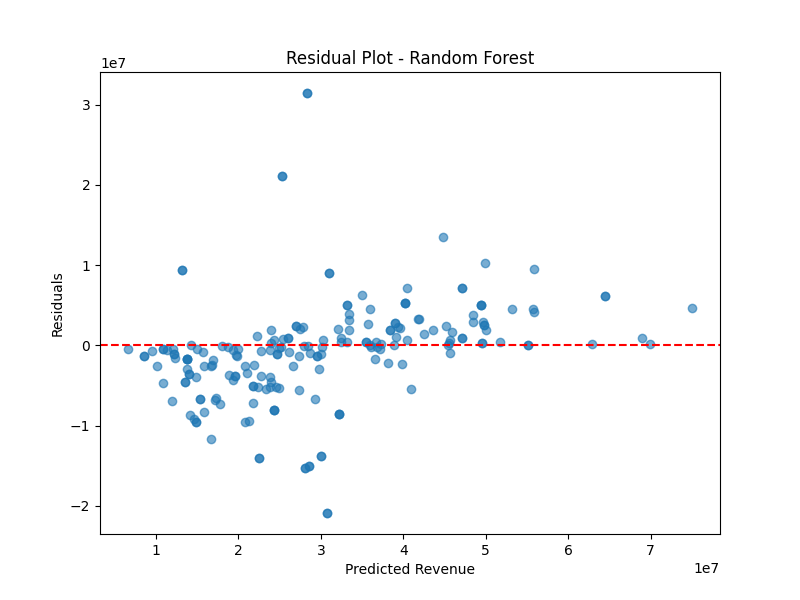 Residual Plot - Random Forest
1e7
3
2
1
0
−1
−2
Residuals
1 2 3 4 5 6 7
1e7
Predicted Revenue